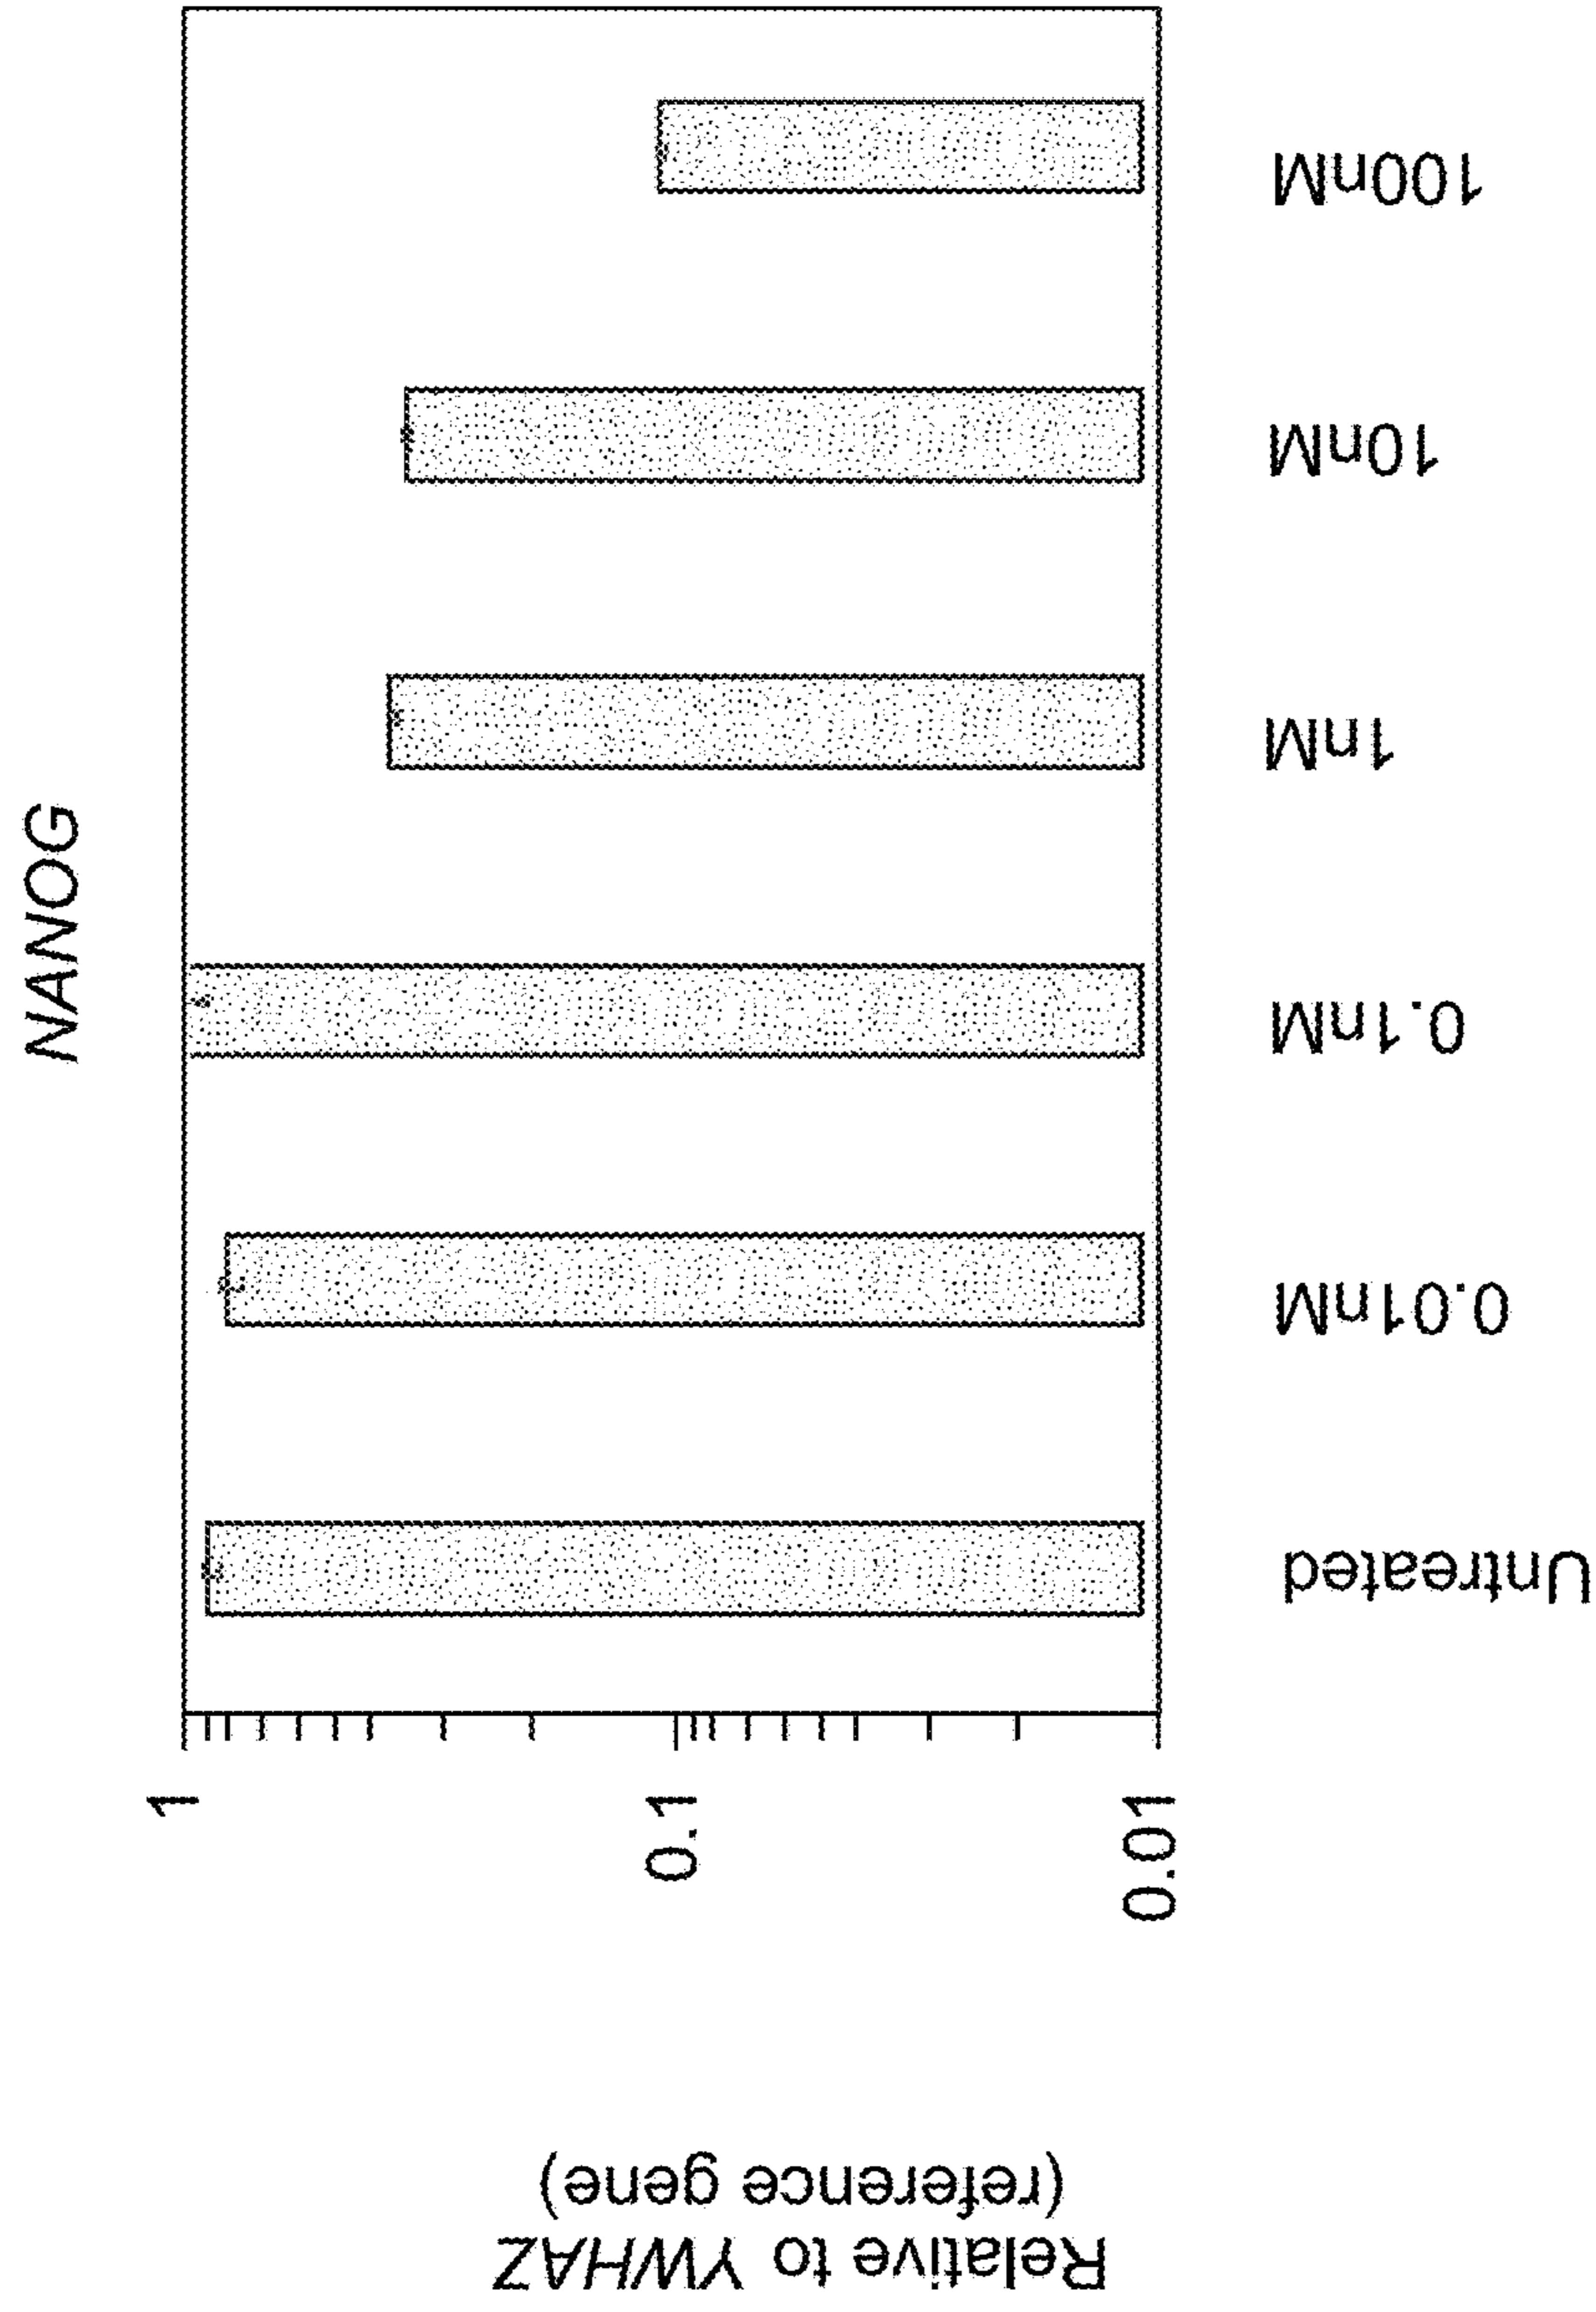 NANOG
Relative to YWHAZ
(reference gene)
1
0.1
0.01
Untreated
0.01nM
0.1nM
1nM
10nM
100nM